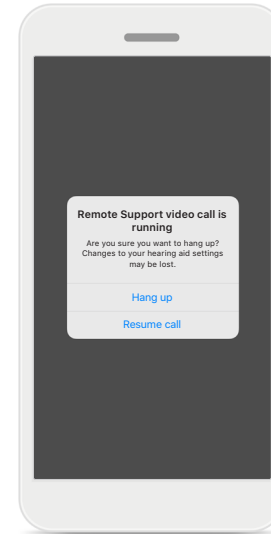 Remote Support video call is
running
Are you sure you want to hang up?
Changes to your hearing aid settings
may be lost.
Hang up
Resume call